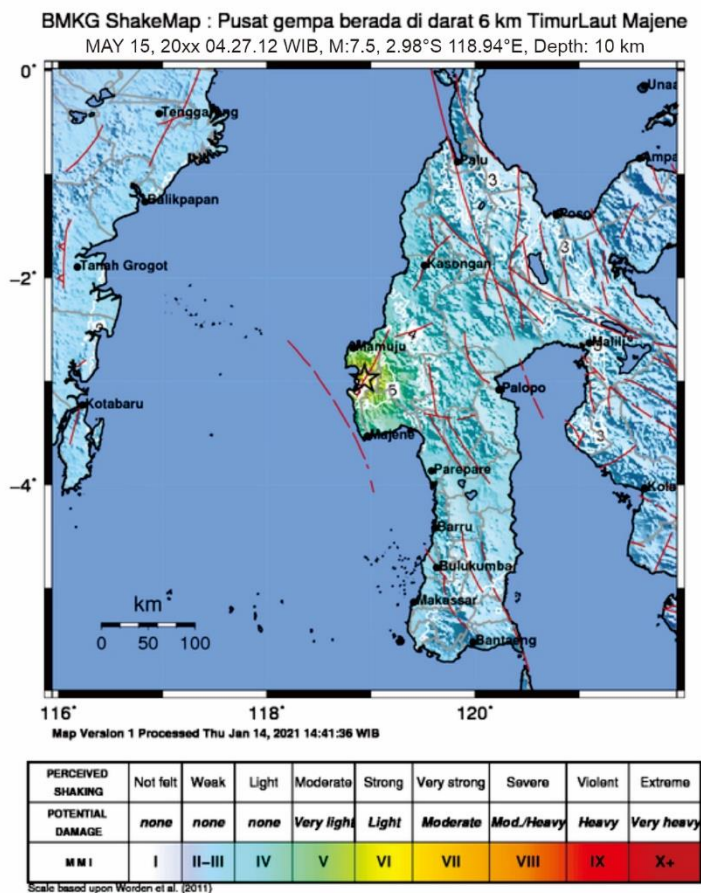 BMKG ShakeMap : Pusat gempa berada di darat 6 km TimurLaut Majene
MAY 15, 20xx 04.27.12 WIB, M:7.5, 2.98°S 118.94°E, Depth: 10 km
0°
Unaa
Tenggarong
Palu
Ampa
3
Balikpapan
Poso
3
Tanah Grogot
Kasongan
-2°
3
4
Mamuju
Malili
5
Palopo
Kotabaru
Majene
3
Parepare
-4°
Kola
Barru
Bulukumba
Makassar
Bantaeng
km
0 50 100
116° 118° 120°
Map Version 1 Processed Thu Jan 14, 2021 14:41:36 WIB
PERCEIVED SHAKING Not felt Weak Light Moderate Strong Very strong Severe Violent Extreme
POTENTIAL DAMAGE none none none Very light Light Moderate Mod./Heavy Heavy Very heavy
MMI I II-III IV V VI VII VIII IX X+
Scale based upon Worden et al. (2011)